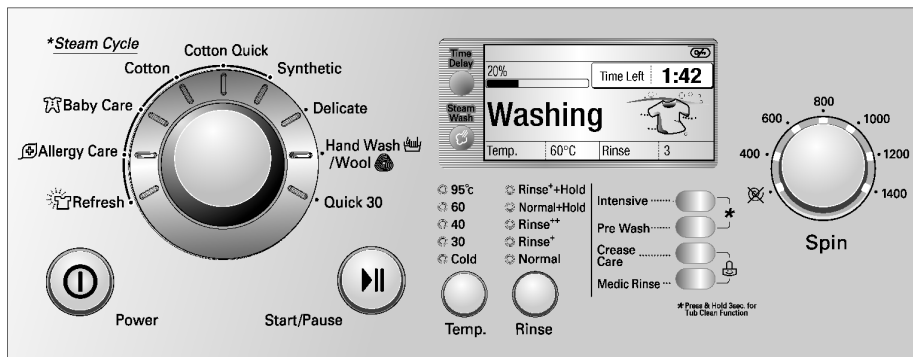 *Steam Cycle
Cotton Quick
Cotton
Synthetic
Baby Care
Delicate
Allergy Care
Hand Wash
/Wool
Refresh
Quick 30
Power
Start/Pause
Time
Delay
20%
Time Left
1:42
Steam
Wash
Washing
Temp.
60°C
Rinse
3
95℃
60
40
30
Cold
Rinse⁺+Hold
Normal+Hold
Rinse⁺⁺
Rinse⁺
Normal
Temp.
Rinse
Intensive
Pre Wash
*
Crease
Care
Medic Rinse
*Press & Hold 3sec. for
Tub Clean Function
800
600
1000
400
1200
1400
Spin